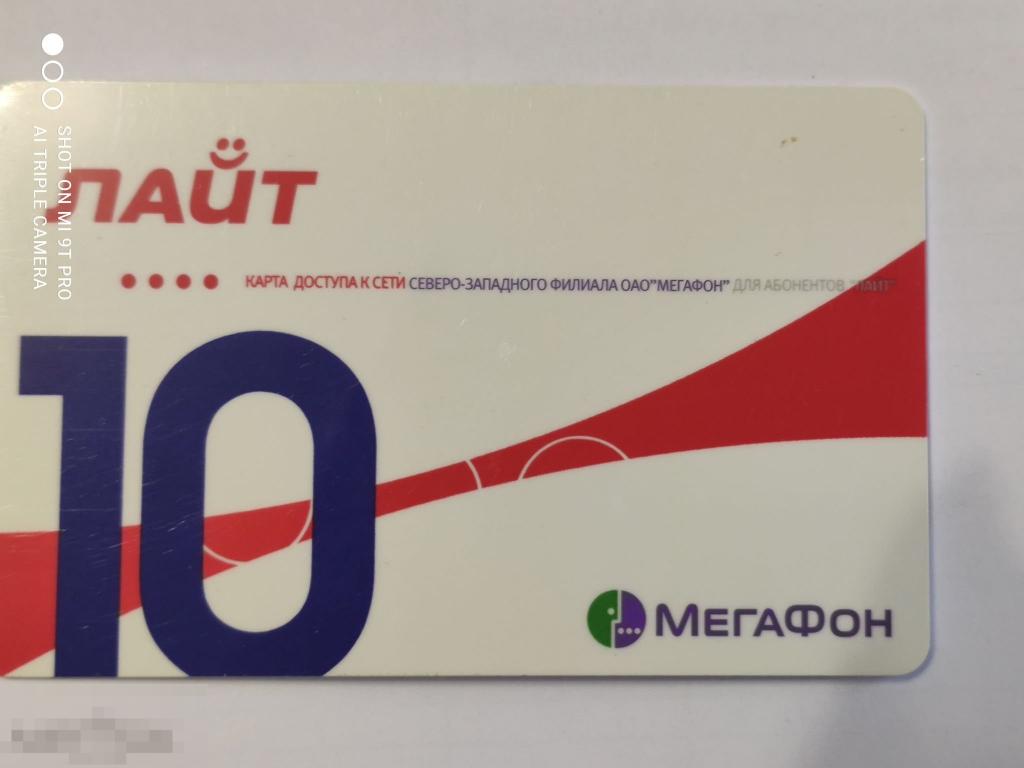 ЛАЙТ
КАРТА ДОСТУПА К СЕТИ СЕВЕРО-ЗАПАДНОГО ФИЛИАЛА ОАО"МЕГАФОН" ДЛЯ АБОНЕНТОВ "ЛАЙТ"
10
МЕГАФОН
SHOT ON MI 9T PRO
AI TRIPLE CAMERA